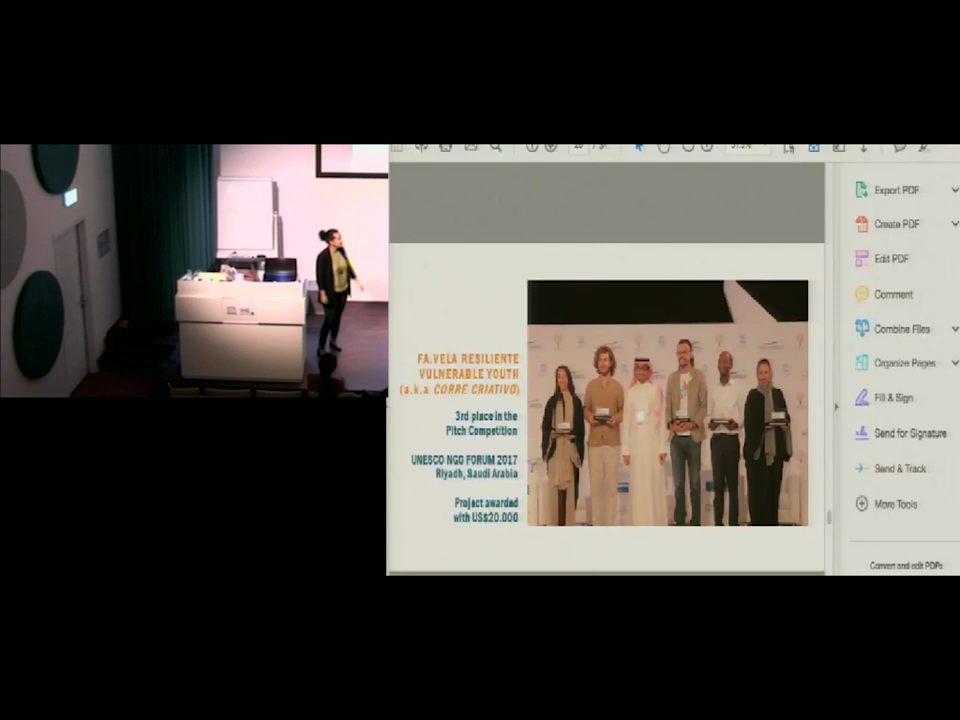 FA.VELA RESILIENTE
VULNERABLE YOUTH
(a.k.a CORRE CRIATIVO)
3rd place in the
Pitch Competition
UNESCO NGO FORUM 2017
Riyadh, Saudi Arabia
Project awarded
with US$20.000
Export PDF
Create PDF
Edit PDF
Comment
Combine Files
Organize Pages
Fill & Sign
Send for Signature
Send & Track
More Tools
Convert and edit PDFs